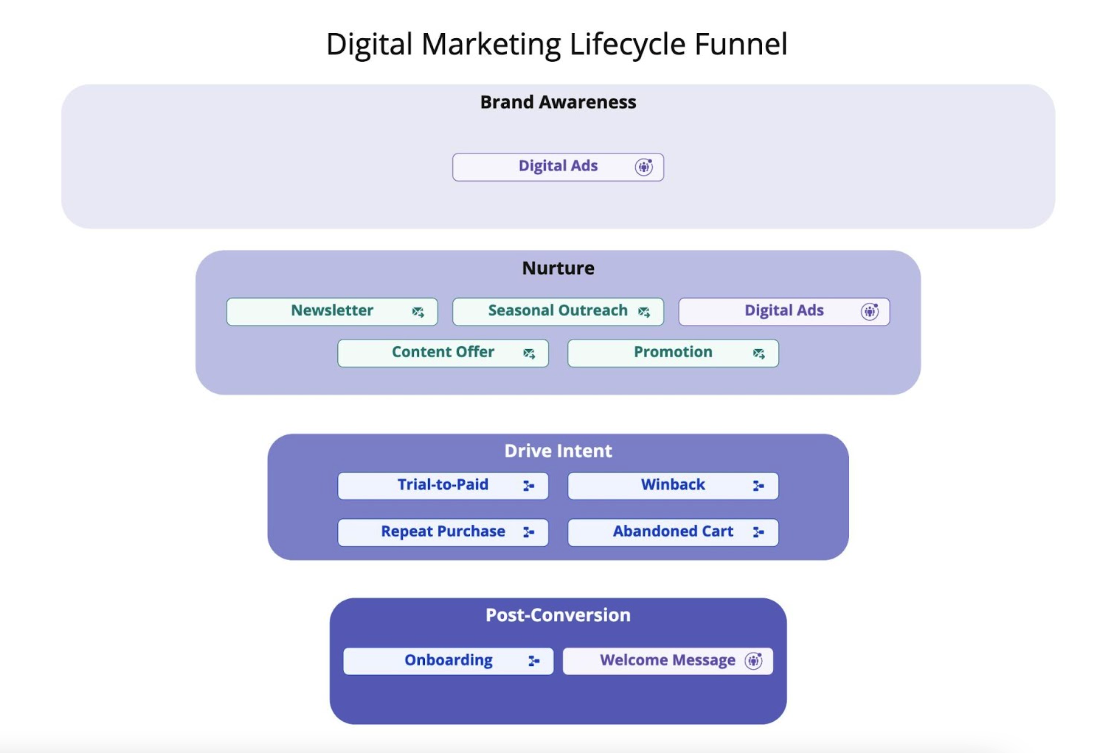 Digital Marketing Lifecycle Funnel
Brand Awareness
Digital Ads
Nurture
Newsletter
Seasonal Outreach
Digital Ads
Content Offer
Promotion
Drive Intent
Trial-to-Paid
Winback
Repeat Purchase
Abandoned Cart
Post-Conversion
Onboarding
Welcome Message